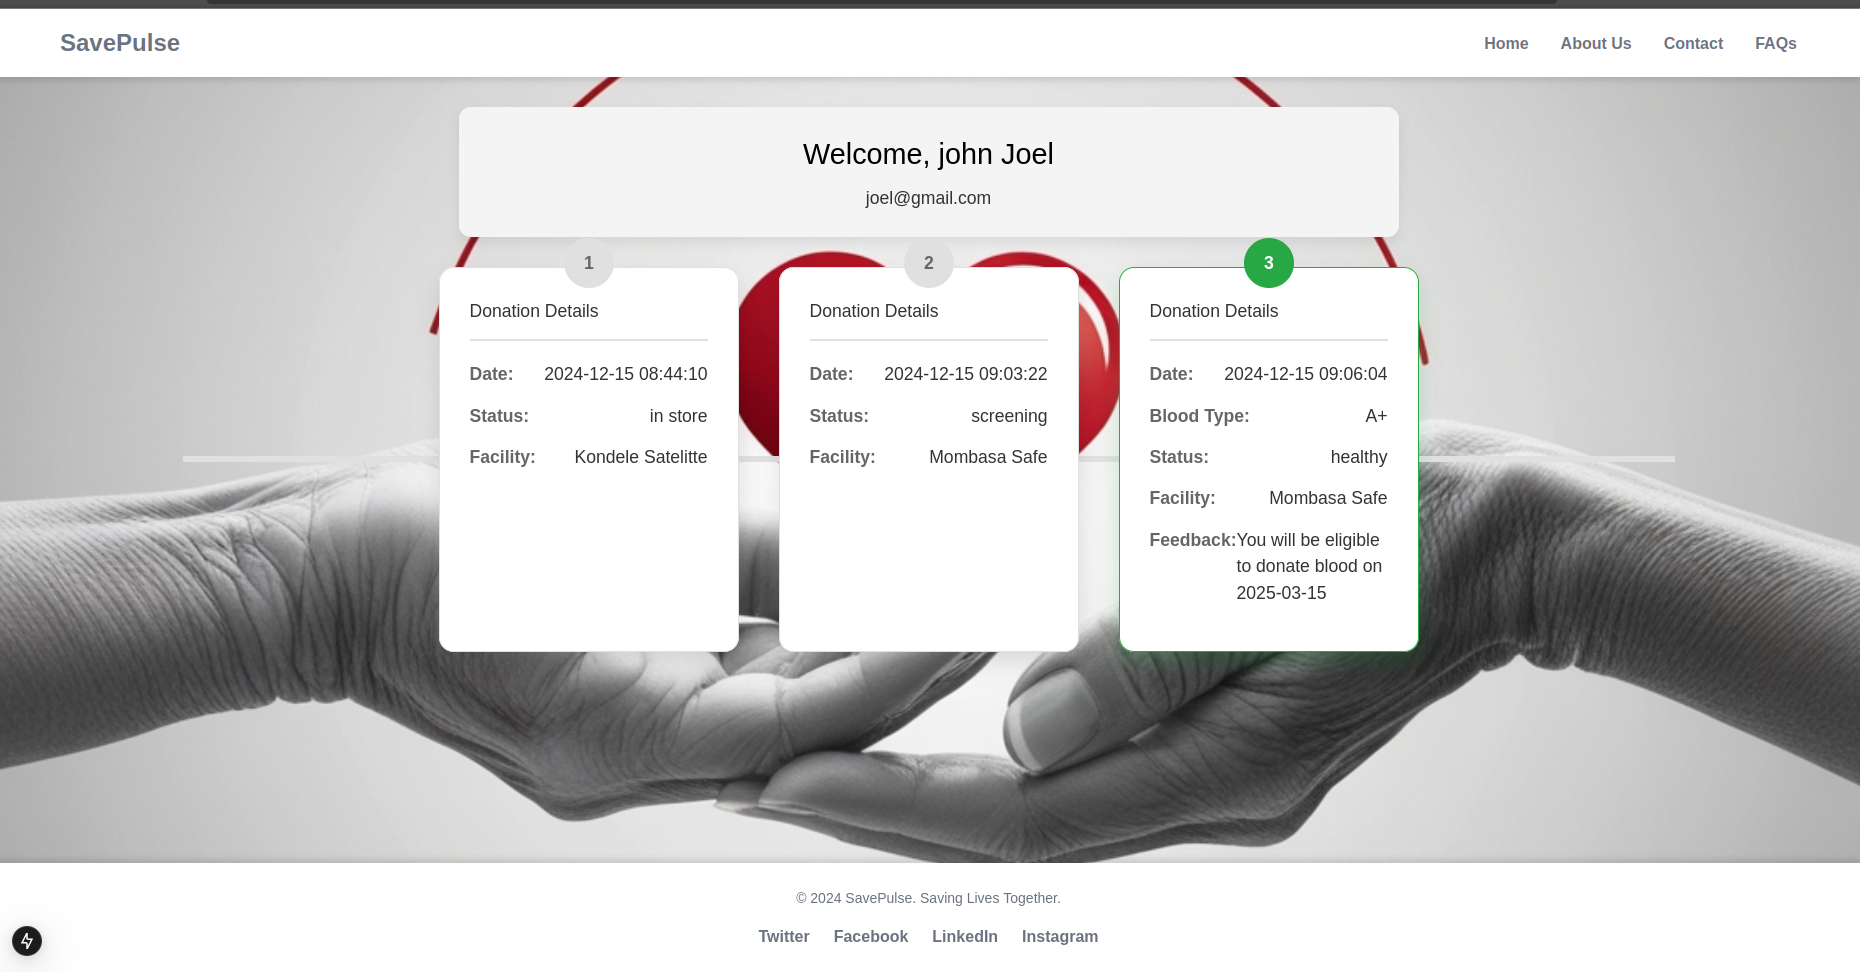 SavePulse
Home About Us Contact FAQs
Welcome, john Joel
joel@gmail.com
1
Donation Details
Date: 2024-12-15 08:44:10
Status: in store
Facility: Kondele Satelitte
2
Donation Details
Date: 2024-12-15 09:03:22
Status: screening
Facility: Mombasa Safe
3
Donation Details
Date: 2024-12-15 09:06:04
Blood Type: A+
Status: healthy
Facility: Mombasa Safe
Feedback:You will be eligible
to donate blood on
2025-03-15
© 2024 SavePulse. Saving Lives Together.
Twitter Facebook LinkedIn Instagram